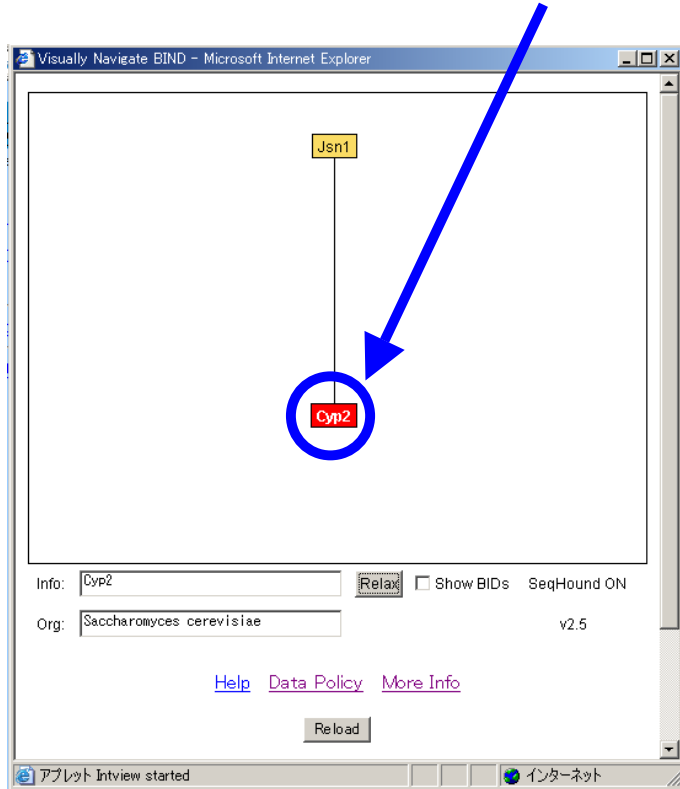 Visually Navigate BIND - Microsoft Internet Explorer
Jsn1
Cyp2
Info: Cyp2 Relax Show BIDs SeqHound ON
Org: Saccharomyces cerevisiae v2.5
Help Data Policy More Info
Reload
アプレット Intview started インターネット